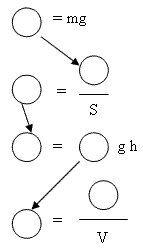 = mg
=
S
= g h
=
V